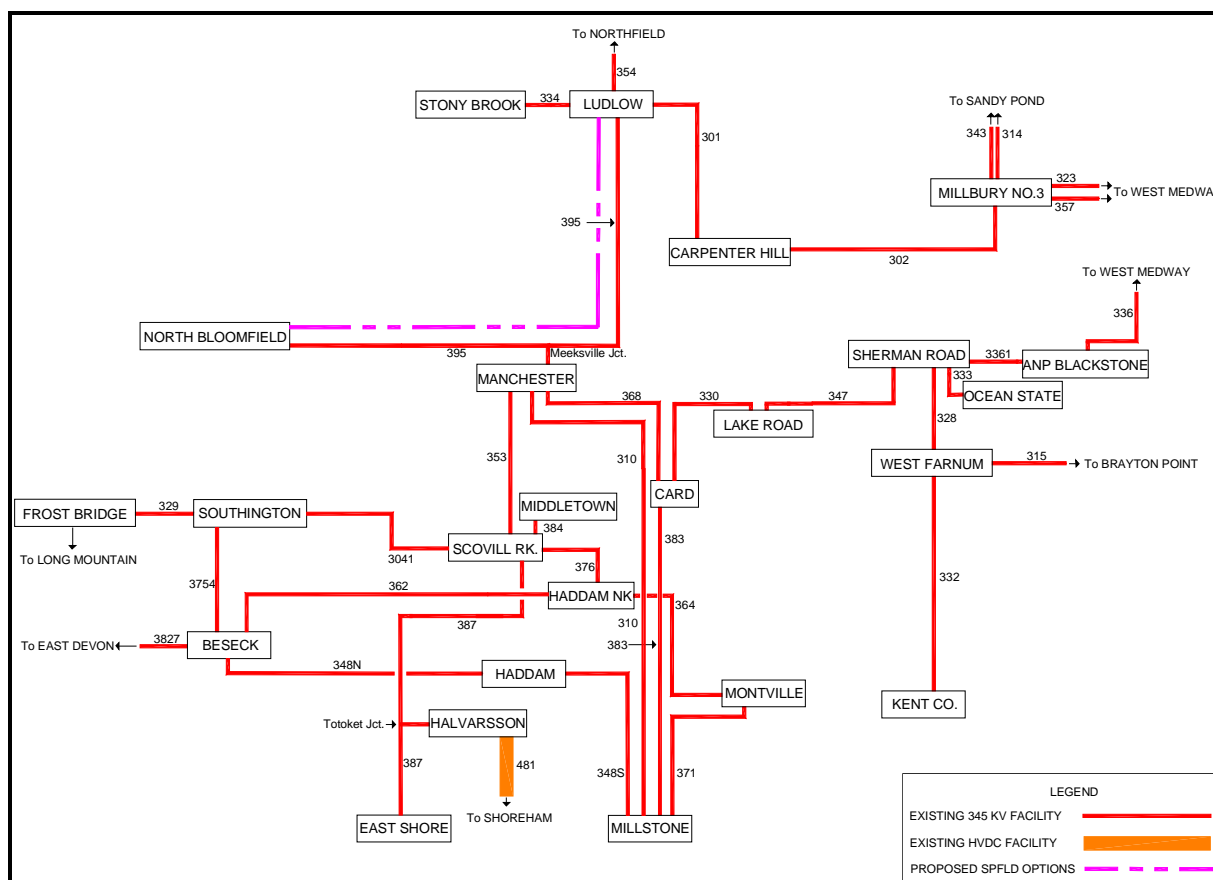 To NORTHFIELD
354
STONY BROOK
334
LUDLOW
301
To SANDY POND
343
314
MILLBURY NO.3
323
357
To WEST MEDWA
395
CARPENTER HILL
302
To WEST MEDWAY
336
NORTH BLOOMFIELD
395
Meeksville Jct.
MANCHESTER
SHERMAN ROAD
3361
ANP BLACKSTONE
333
OCEAN STATE
368
330
347
LAKE ROAD
328
353
310
WEST FARNUM
315
To BRAYTON POINT
CARD
FROST BRIDGE
329
SOUTHINGTON
MIDDLETOWN
384
383
To LONG MOUNTAIN
3041
SCOVILL RK.
376
3754
362
HADDAM NK
364
332
387
310
383
To EAST DEVON
3827
BESECK
348N
HADDAM
MONTVILLE
KENT CO.
Totoket Jct.
HALVARSSON
387
481
348S
371
To SHOREHAM
EAST SHORE
MILLSTONE
LEGEND
EXISTING 345 KV FACILITY
EXISTING HVDC FACILITY
PROPOSED SPFLD OPTIONS